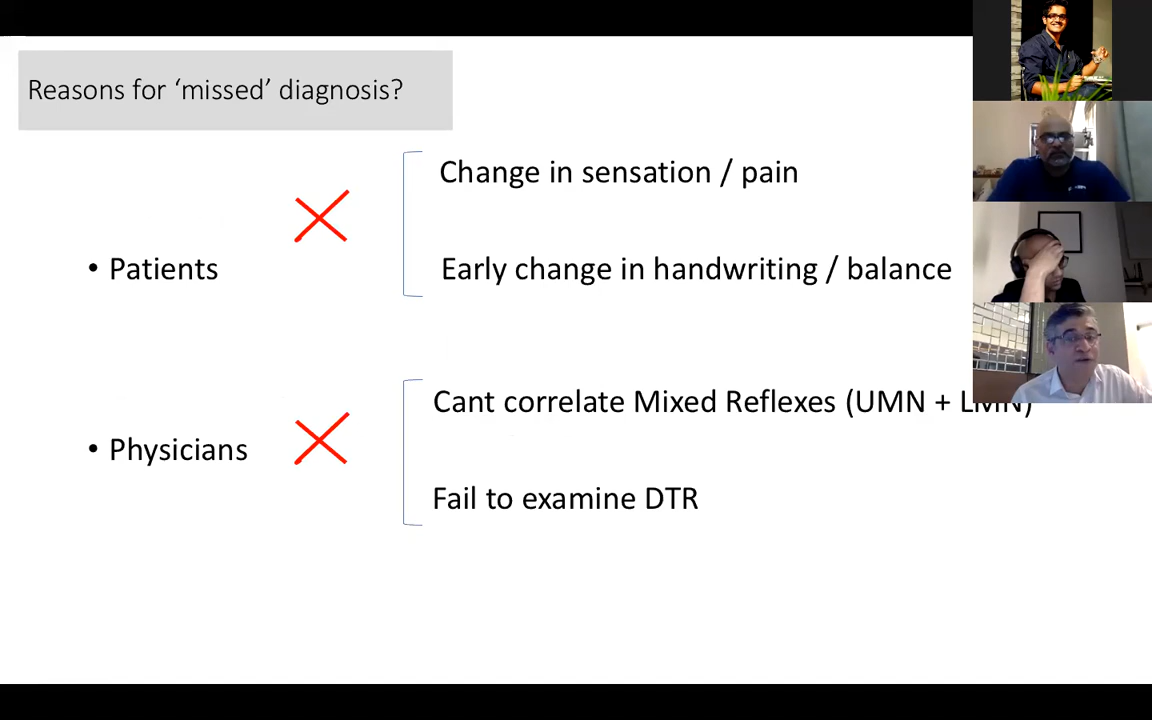 Reasons for ‘missed’ diagnosis?
Change in sensation / pain
• Patients
Early change in handwriting / balance
Cant correlate Mixed Reflexes (UMN + LMN)
• Physicians
Fail to examine DTR